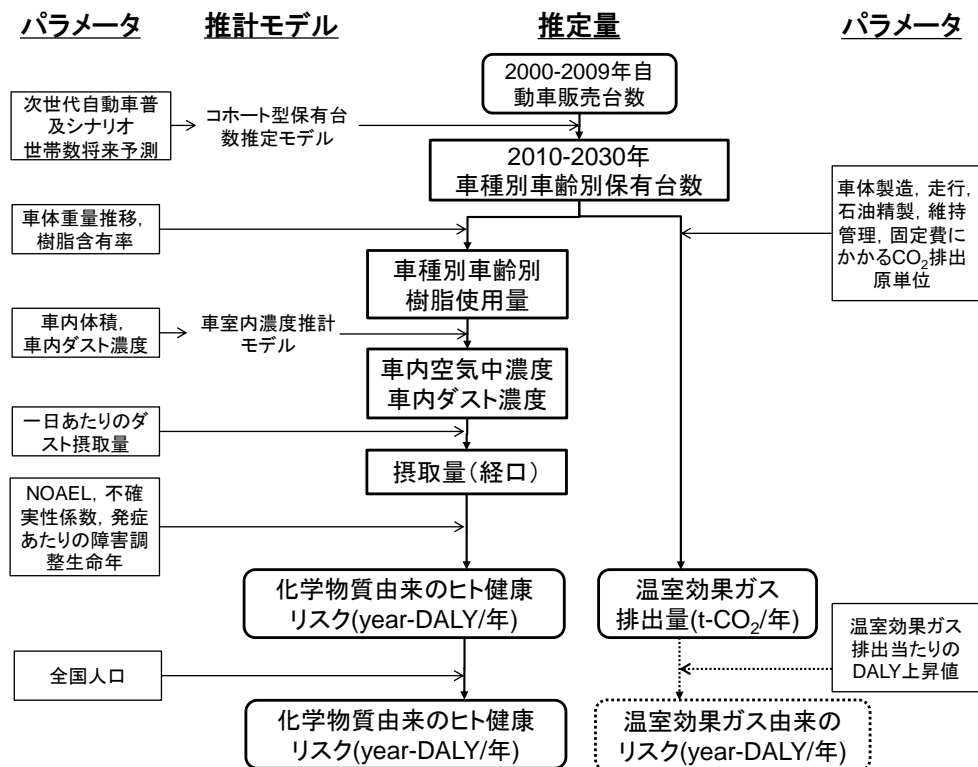 パラメータ
推計モデル
推定量
パラメータ
2000-2009年自
動車販売台数
次世代自動車普
及シナリオ
世帯数将来予測
コホート型保有台
数推定モデル
2010-2030年
車種別車齢別保有台数
車体製造, 走行,
石油精製, 維持
管理, 固定費に
かかるCO₂排出
原単位
車体重量推移,
樹脂含有率
車種別車齢別
樹脂使用量
車内体積,
車内ダスト濃度
車室内濃度推計
モデル
車内空気中濃度
車内ダスト濃度
一日あたりのダ
スト摂取量
摂取量(経口)
NOAEL, 不確
実性係数, 発症
あたりの障害調
整生命年
化学物質由来のヒト健康
リスク(year-DALY/年)
温室効果ガス
排出量(t-CO₂/年)
温室効果ガス
排出当たりの
DALY上昇値
全国人口
化学物質由来のヒト健康
リスク(year-DALY/年)
温室効果ガス由来の
リスク(year-DALY/年)